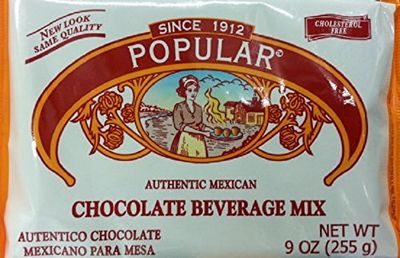 NEW LOOK
SAME QUALITY
SINCE 1912
CHOLESTEROL
FREE
POPULAR©
AUTHENTIC MEXICAN
CHOCOLATE BEVERAGE MIX
AUTENTICO CHOCOLATE
MEXICANO PARA MESA
NET WT
9 OZ (255 g)